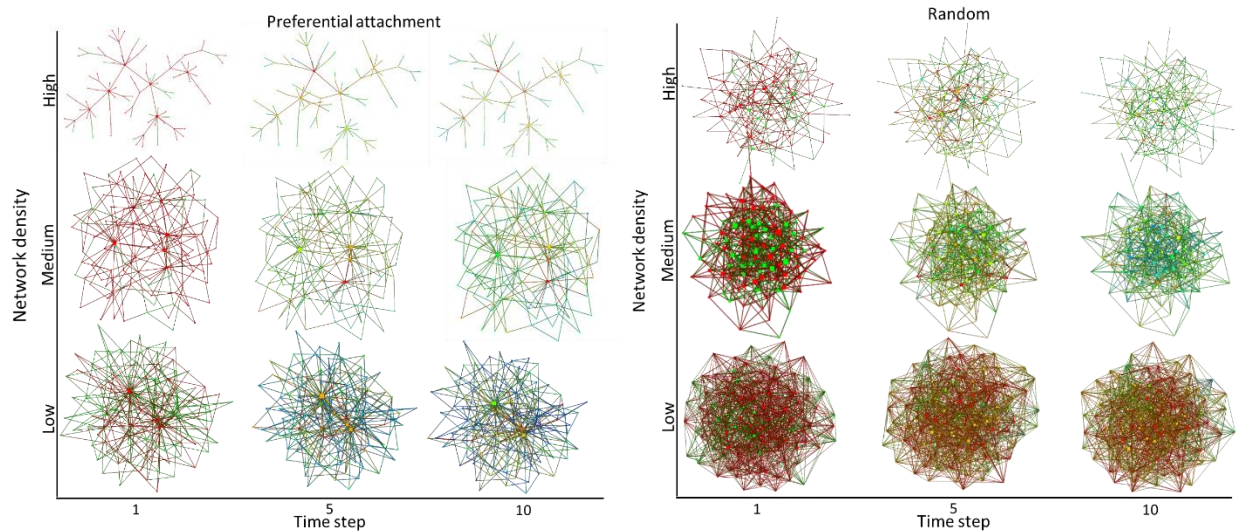 Preferential attachment
High
Medium
Low
Network density
1
5
10
Time step
Random
High
Medium
Low
Network density
1
5
10
Time step